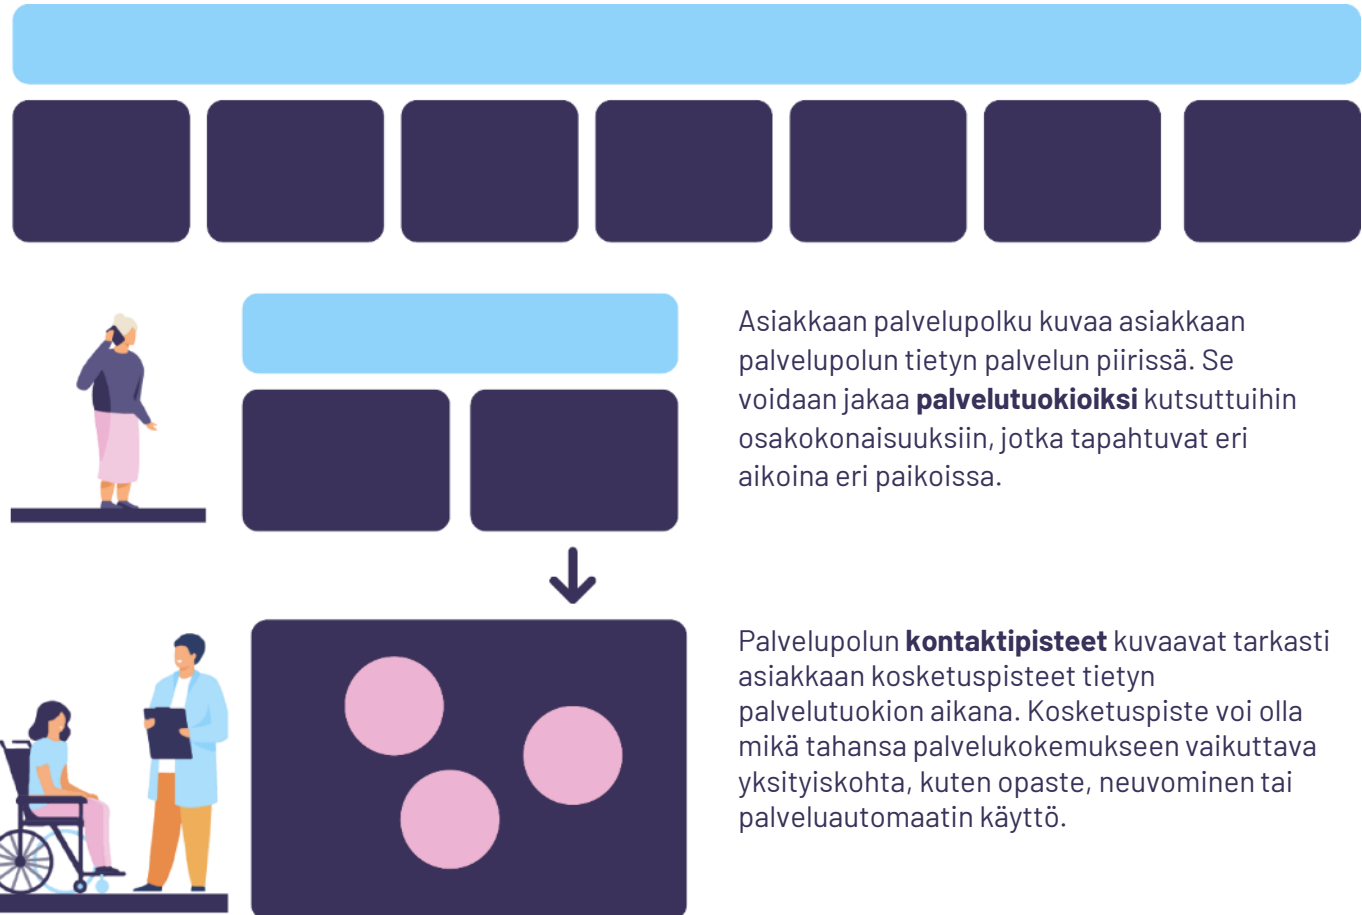 Asiakkaan palvelupolku kuvaa asiakkaan
palvelupolun tietyn palvelun piirissä. Se
voidaan jakaa palvelutuokioiksi kutsuttuihin
osakokonaisuuksiin, jotka tapahtuvat eri
aikoina eri paikoissa.
Palvelupolun kontaktipisteet kuvaavat tarkasti
asiakkaan kosketuspisteet tietyn
palvelutuokion aikana. Kosketuspiste voi olla
mikä tahansa palvelukokemukseen vaikuttava
yksityiskohta, kuten opaste, neuvominen tai
palveluautomaatin käyttö.